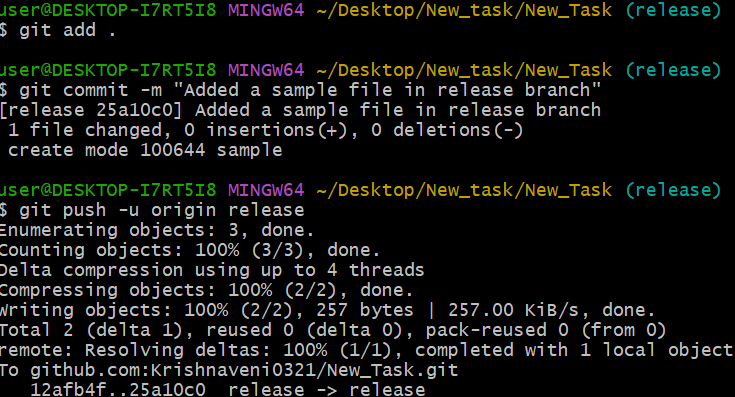 user@DESKTOP-I7RT5I8 MINGW64 ~/Desktop/New_task/New_Task (release)
$ git add .
user@DESKTOP-I7RT5I8 MINGW64 ~/Desktop/New_task/New_Task (release)
$ git commit -m "Added a sample file in release branch"
[release 25a10c0] Added a sample file in release branch
1 file changed, 0 insertions(+), 0 deletions(-)
create mode 100644 sample
user@DESKTOP-I7RT5I8 MINGW64 ~/Desktop/New_task/New_Task (release)
$ git push -u origin release
Enumerating objects: 3, done.
Counting objects: 100% (3/3), done.
Delta compression using up to 4 threads
Compressing objects: 100% (2/2), done.
Writing objects: 100% (2/2), 257 bytes | 257.00 KiB/s, done.
Total 2 (delta 1), reused 0 (delta 0), pack-reused 0 (from 0)
remote: Resolving deltas: 100% (1/1), completed with 1 local object
To github.com:Krishnaveni0321/New_Task.git
12afb4f..25a10c0  release -> release